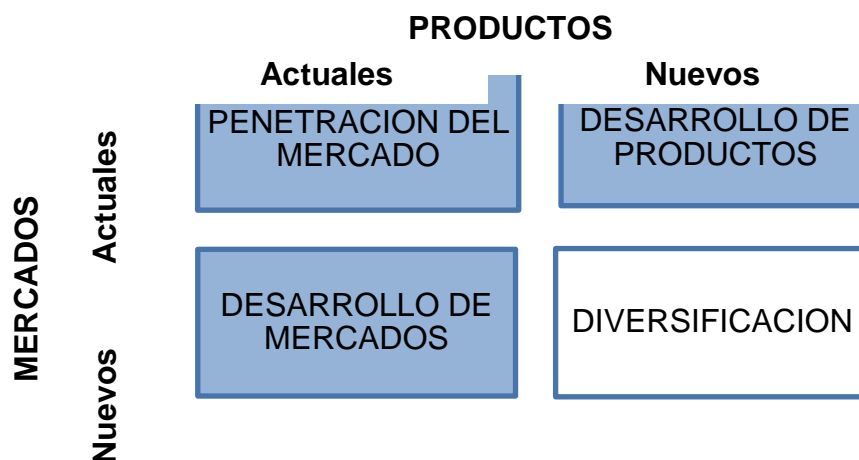 PRODUCTOS
Actuales
Nuevos
MERCADOS
Actuales
PENETRACION DEL
MERCADO
DESARROLLO DE
PRODUCTOS
Nuevos
DESARROLLO DE
MERCADOS
DIVERSIFICACION